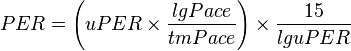 PER = ( uPER × lgPace / tmPace ) × 15 / lguPER